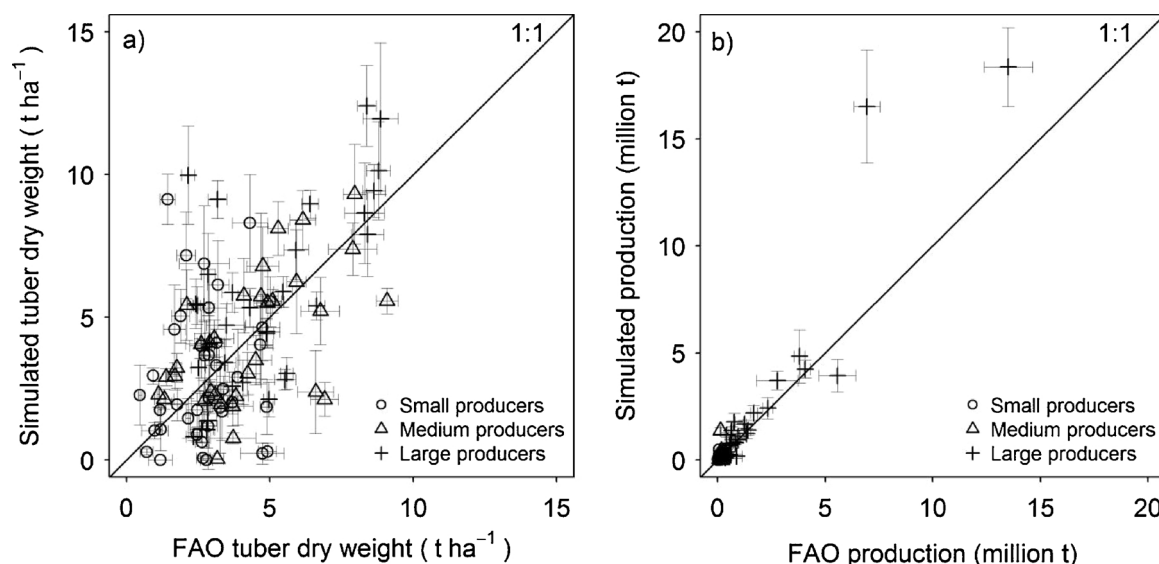 a)
1:1
15
10
5
0
Simulated tuber dry weight ( t ha⁻¹ )
Small producers
Medium producers
Large producers
0 5 10 15
FAO tuber dry weight ( t ha⁻¹ )
b)
1:1
20
15
10
5
0
Simulated production (million t)
Small producers
Medium producers
Large producers
0 5 10 15 20
FAO production (million t)